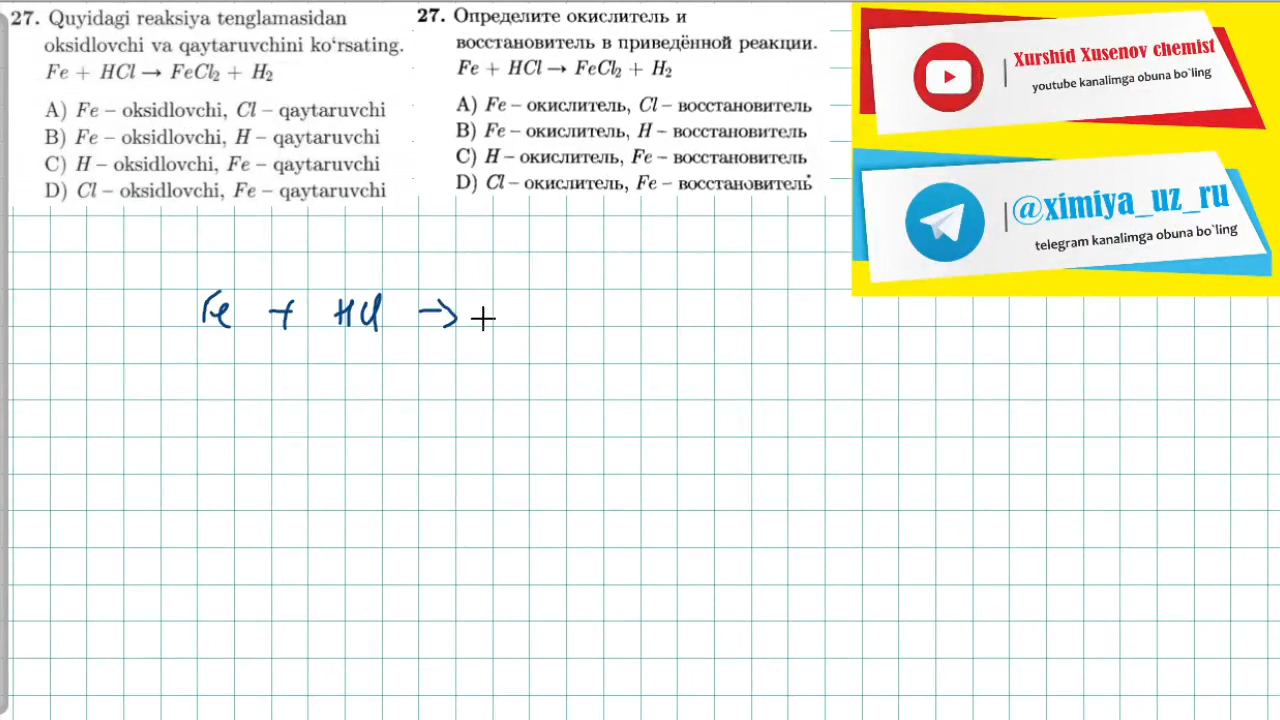 27. Quyidagi reaksiya tenglamasidan
oksidlovchi va qaytaruvchini ko‘rsating.
Fe + HCl → FeCl₂ + H₂
A) Fe – oksidlovchi, Cl – qaytaruvchi
B) Fe – oksidlovchi, H – qaytaruvchi
C) H – oksidlovchi, Fe – qaytaruvchi
D) Cl – oksidlovchi, Fe – qaytaruvchi
27. Определите окислитель и
восстановитель в приведённой реакции.
Fe + HCl → FeCl₂ + H₂
A) Fe – окислитель, Cl – восстановитель
B) Fe – окислитель, H – восстановитель
C) H – окислитель, Fe – восстановитель
D) Cl – окислитель, Fe – восстановитель
Xurshid Xusenov chemist
youtube kanalimga obuna bo`ling
@ximiya_uz_ru
telegram kanalimga obuna bo`ling
Fe + HCl →